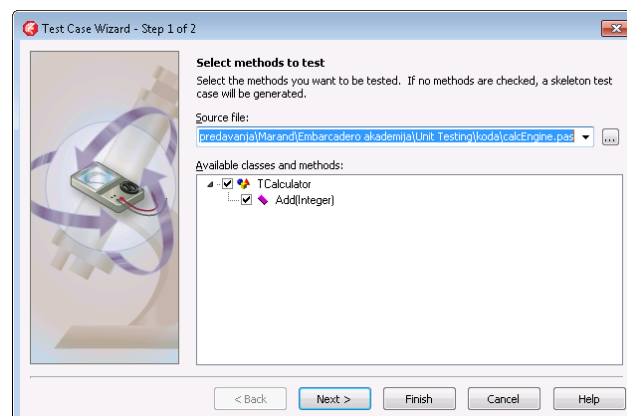 Test Case Wizard - Step 1 of 2
Select methods to test
Select the methods you want to be tested. If no methods are checked, a skeleton test
case will be generated.
Source file:
predavanja\Marand\Embarcadero akademija\Unit Testing\koda\calcEngine.pas
...
Available classes and methods:
TCalculator
Add(Integer)
< Back Next > Finish Cancel Help